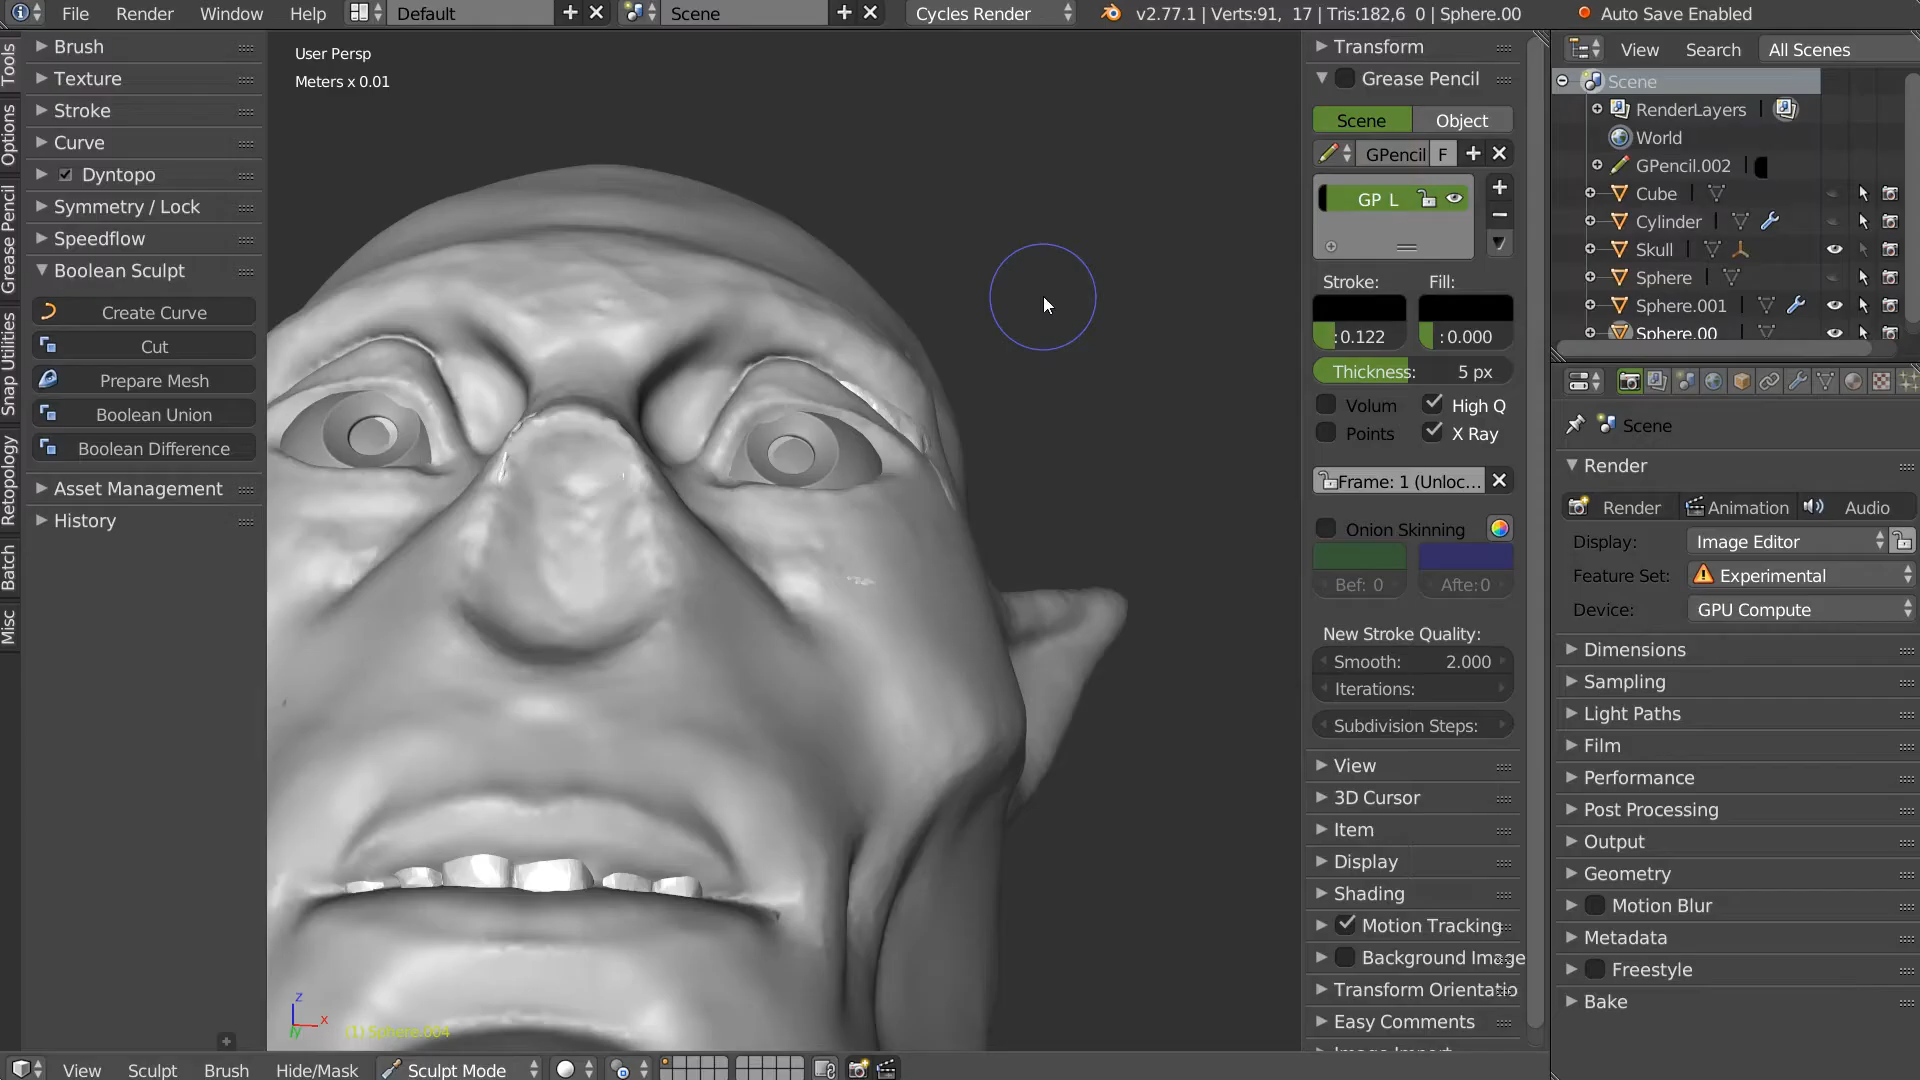 File Render Window Help Default Scene Cycles Render v2.77.1 | Verts:91, 17 | Tris:182,6 0 | Sphere.00 Auto Save Enabled
Tools
Options
Grease Pencil
Snap Utilities
Retopology
Batch
Misc
Brush
Texture
Stroke
Curve
Dyntopo
Symmetry / Lock
Speedflow
Boolean Sculpt
Create Curve
Cut
Prepare Mesh
Boolean Union
Boolean Difference
Asset Management
History
User Persp
Meters x 0.01
z
x
y
(1) Sphere.004
Transform
Grease Pencil
Scene Object
GPencil F
GP_L
Stroke: Fill:
:0.122 :0.000
Thickness: 5 px
Volum High Q
Points X Ray
Frame: 1 (Unloc...
Onion Skinning
Bef: 0 Afte:0
New Stroke Quality:
Smooth: 2.000
Iterations:
Subdivision Steps:
View
3D Cursor
Item
Display
Shading
Motion Tracking
Background Image
Transform Orientatio
Easy Comments
View Search All Scenes
Scene
RenderLayers
World
GPencil.002
Cube
Cylinder
Skull
Sphere
Sphere.001
Sphere.00
Scene
Render
Render Animation Audio
Display: Image Editor
Feature Set: Experimental
Device: GPU Compute
Dimensions
Sampling
Light Paths
Film
Performance
Post Processing
Output
Geometry
Motion Blur
Metadata
Freestyle
Bake
View Sculpt Brush Hide/Mask Sculpt Mode